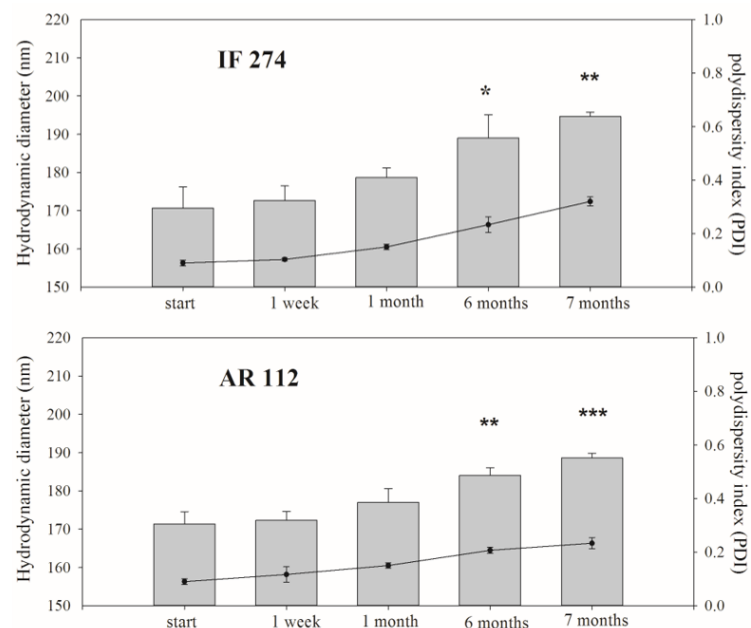 220
210
200
190
180
170
160
150
Hydrodynamic diameter (nm)
IF 274
*
**
1.0
0.8
0.6
0.4
0.2
0.0
polydispersity index (PDI)
start
1 week
1 month
6 months
7 months
220
210
200
190
180
170
160
150
Hydrodynamic diameter (nm)
AR 112
**
***
1.0
0.8
0.6
0.4
0.2
0.0
polydispersity index (PDI)
start
1 week
1 month
6 months
7 months